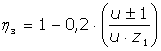 η₃ = 1 – 0,2 · ( (u ± 1) / (u · z₁) )